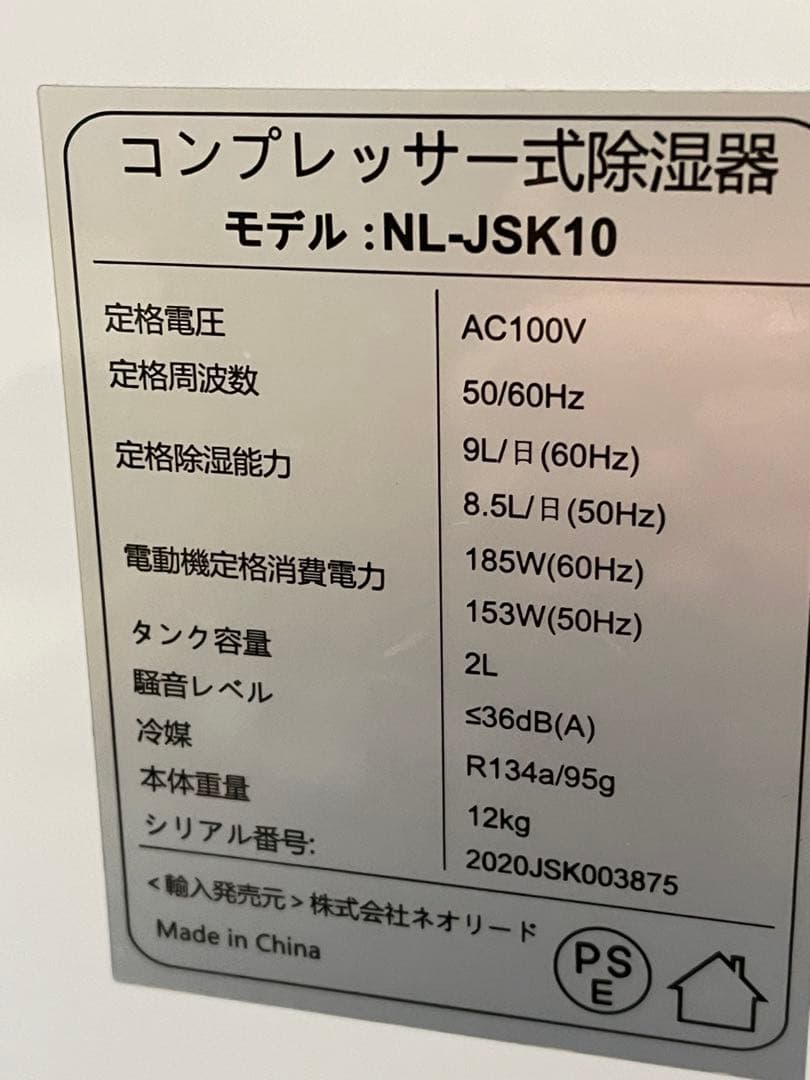 コンプレッサー式除湿器
モデル :NL-JSK10
定格電圧 AC100V
定格周波数 50/60Hz
定格除湿能力 9L/日(60Hz)
8.5L/日(50Hz)
電動機定格消費電力 185W(60Hz)
153W(50Hz)
タンク容量 2L
騒音レベル ≤36dB(A)
冷媒 R134a/95g
本体重量 12kg
シリアル番号: 2020JSK003875
<輸入発売元>株式会社ネオリード
Made in China
PS
E